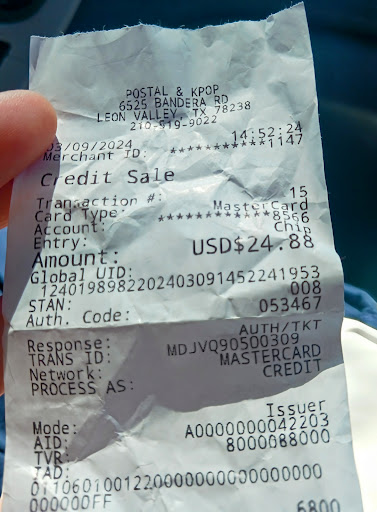 POSTAL & KPOP
6525 BANDERA RD
LEON VALLEY, TX 78238
210-919-9022
03/09/2024 14:52:24
Merchant ID: ***********1147
Credit Sale
Transaction #: 15
Card Type: MasterCard
Account: ************8566
Entry: Chip
Amount: USD$24.88
Global UID:
1240198982202403091452241953
STAN: 008
Auth. Code: 053467
Response: AUTH/TKT
TRANS ID: MDJVQ90500309
Network: MASTERCARD
PROCESS AS: CREDIT
Mode: Issuer
AID: A0000000042203
TVR: 8000088000
IAD:
0110601001220000000000000000
000000FF
6800